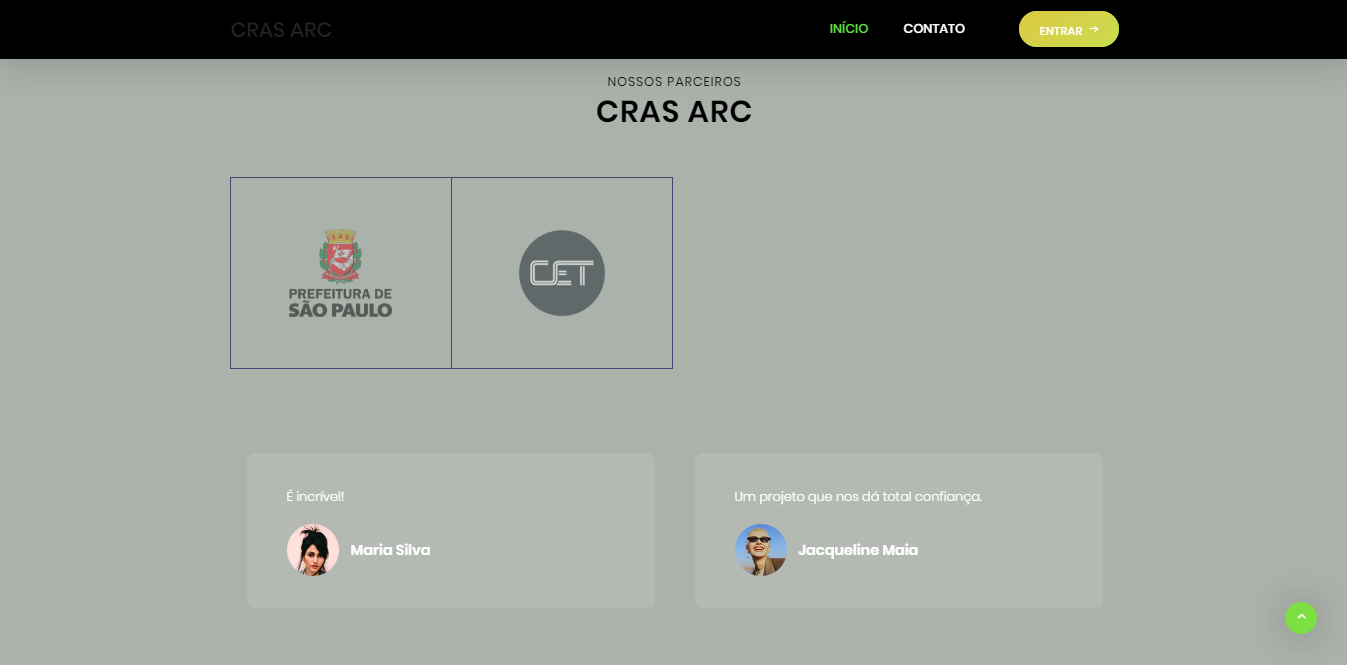 CRAS ARC
INÍCIO
CONTATO
ENTRAR →
NOSSOS PARCEIROS
CRAS ARC
PREFEITURA DE
SÃO PAULO
CET
É incrível!
Maria Silva
Um projeto que nos dá total confiança.
Jacqueline Maia